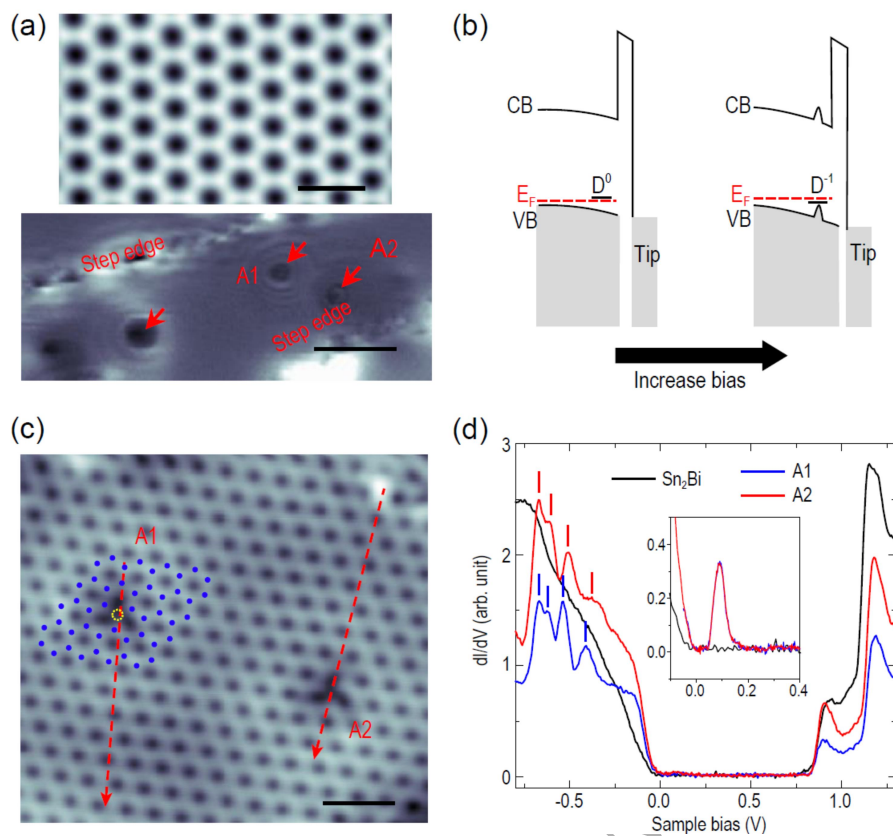 (a)
Step edge
A1
A2
Step edge
(b)
CB
E_F
VB
D⁰
Tip
CB
E_F
VB
D⁻¹
Tip
Increase bias
(c)
A1
A2
(d)
3
2
1
0
dI/dV (arb. unit)
Sn₂Bi
A1
A2
0.4
0.2
0.0
0.0 0.2 0.4
-0.5 0.0 0.5 1.0
Sample bias (V)